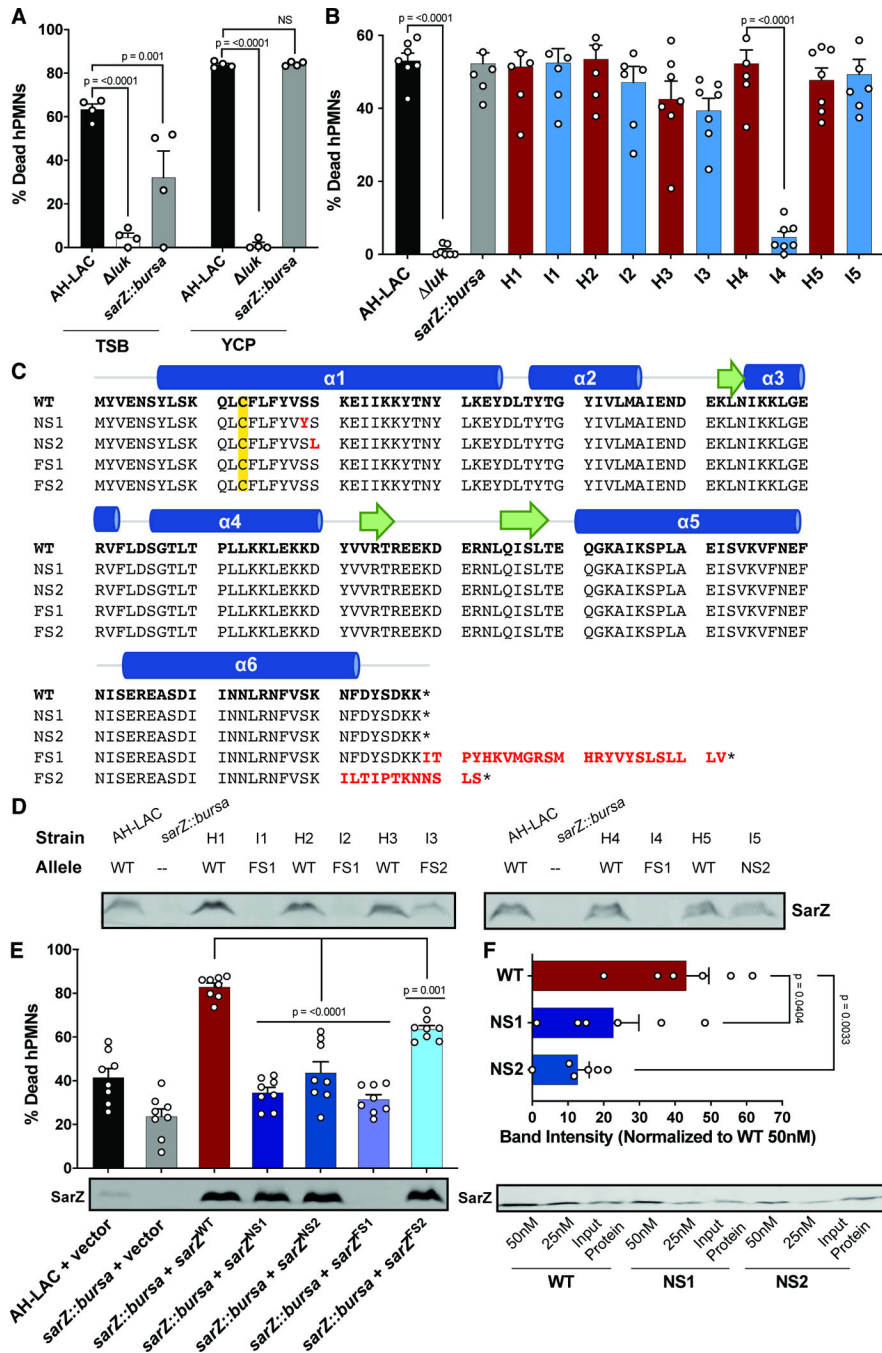 A
% Dead hPMNs
100
80
60
40
20
0
p = 0.001
p = <0.0001
NS
p = <0.0001
AH-LAC
Δluk
sarZ::bursa
AH-LAC
Δluk
sarZ::bursa
TSB
YCP
B
% Dead hPMNs
60
40
20
0
p = <0.0001
p = <0.0001
AH-LAC
Δluk
sarZ::bursa
H1
I1
H2
I2
H3
I3
H4
I4
H5
I5
C
α1 α2 α3
WT MYVENSYLSK QLCFLFYVSS KEIIKKYTNY LKEYDLTYTG YIVLMAIEND EKLNIKKLGE
NS1 MYVENSYLSK QLCFLFYVYS KEIIKKYTNY LKEYDLTYTG YIVLMAIEND EKLNIKKLGE
NS2 MYVENSYLSK QLCFLFYVSL KEIIKKYTNY LKEYDLTYTG YIVLMAIEND EKLNIKKLGE
FS1 MYVENSYLSK QLCFLFYVSS KEIIKKYTNY LKEYDLTYTG YIVLMAIEND EKLNIKKLGE
FS2 MYVENSYLSK QLCFLFYVSS KEIIKKYTNY LKEYDLTYTG YIVLMAIEND EKLNIKKLGE
α4 α5
WT RVFLDSGTLT PLLKKLEKKD YVVRTREEKD ERNLQISLTE QGKAIKSPLA EISVKVFNEF
NS1 RVFLDSGTLT PLLKKLEKKD YVVRTREEKD ERNLQISLTE QGKAIKSPLA EISVKVFNEF
NS2 RVFLDSGTLT PLLKKLEKKD YVVRTREEKD ERNLQISLTE QGKAIKSPLA EISVKVFNEF
FS1 RVFLDSGTLT PLLKKLEKKD YVVRTREEKD ERNLQISLTE QGKAIKSPLA EISVKVFNEF
FS2 RVFLDSGTLT PLLKKLEKKD YVVRTREEKD ERNLQISLTE QGKAIKSPLA EISVKVFNEF
α6
WT NISEREASDI INNLRNFVSK NFDYSDKK*
NS1 NISEREASDI INNLRNFVSK NFDYSDKK*
NS2 NISEREASDI INNLRNFVSK NFDYSDKK*
FS1 NISEREASDI INNLRNFVSK NFDYSDKKIT PYHKVMGRSM HRYVYSLSLL LV*
FS2 NISEREASDI INNLRNFVSK ILTIPTKNNS LS*
D
Strain AH-LAC sarZ::bursa H1 I1 H2 I2 H3 I3
Allele WT -- WT FS1 WT FS1 WT FS2
AH-LAC sarZ::bursa H4 I4 H5 I5
WT -- WT FS1 WT NS2
SarZ
E
% Dead hPMNs
100
80
60
40
20
0
p = <0.0001
p = 0.001
SarZ
AH-LAC + vector
sarZ::bursa + vector
sarZ::bursa + sarZWT
sarZ::bursa + sarZNS1
sarZ::bursa + sarZNS2
sarZ::bursa + sarZFS1
sarZ::bursa + sarZFS2
F
WT
NS1
NS2
p = 0.0404
p = 0.0033
0 10 20 30 40 50 60 70
Band Intensity (Normalized to WT 50nM)
SarZ
50nM
25nM
Input Protein
50nM
25nM
Input Protein
50nM
25nM
Input Protein
WT
NS1
NS2